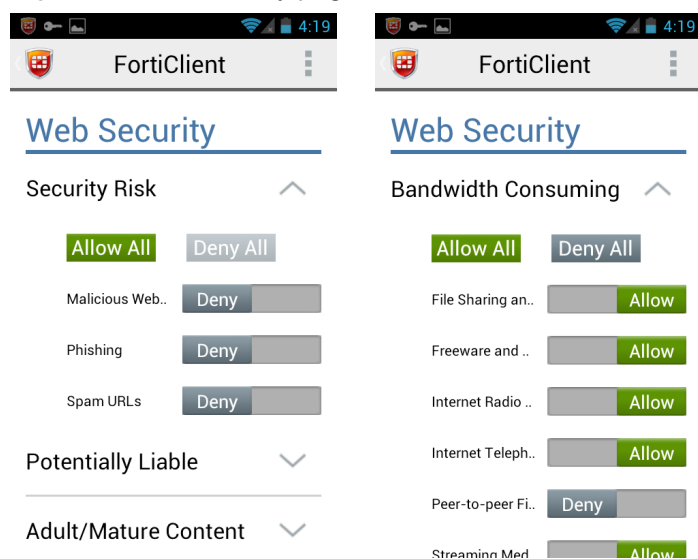 4:19
FortiClient
Web Security
Security Risk
Allow All Deny All
Malicious Web.. Deny
Phishing Deny
Spam URLs Deny
Potentially Liable
Adult/Mature Content
4:19
FortiClient
Web Security
Bandwidth Consuming
Allow All Deny All
File Sharing an.. Allow
Freeware and .. Allow
Internet Radio .. Allow
Internet Teleph.. Allow
Peer-to-peer Fi.. Deny
Streaming Med.. Allow